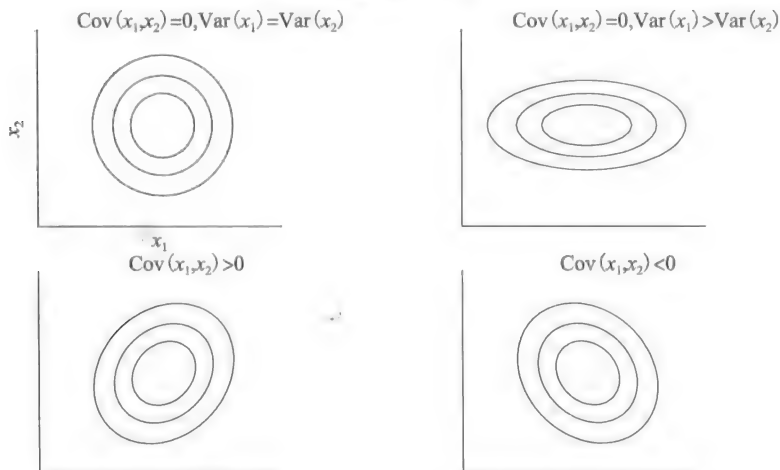 Cov(x₁,x₂)=0,Var(x₁)=Var(x₂)
Cov(x₁,x₂)=0,Var(x₁)>Var(x₂)
x₂
x₁
Cov(x₁,x₂)>0
Cov(x₁,x₂)<0